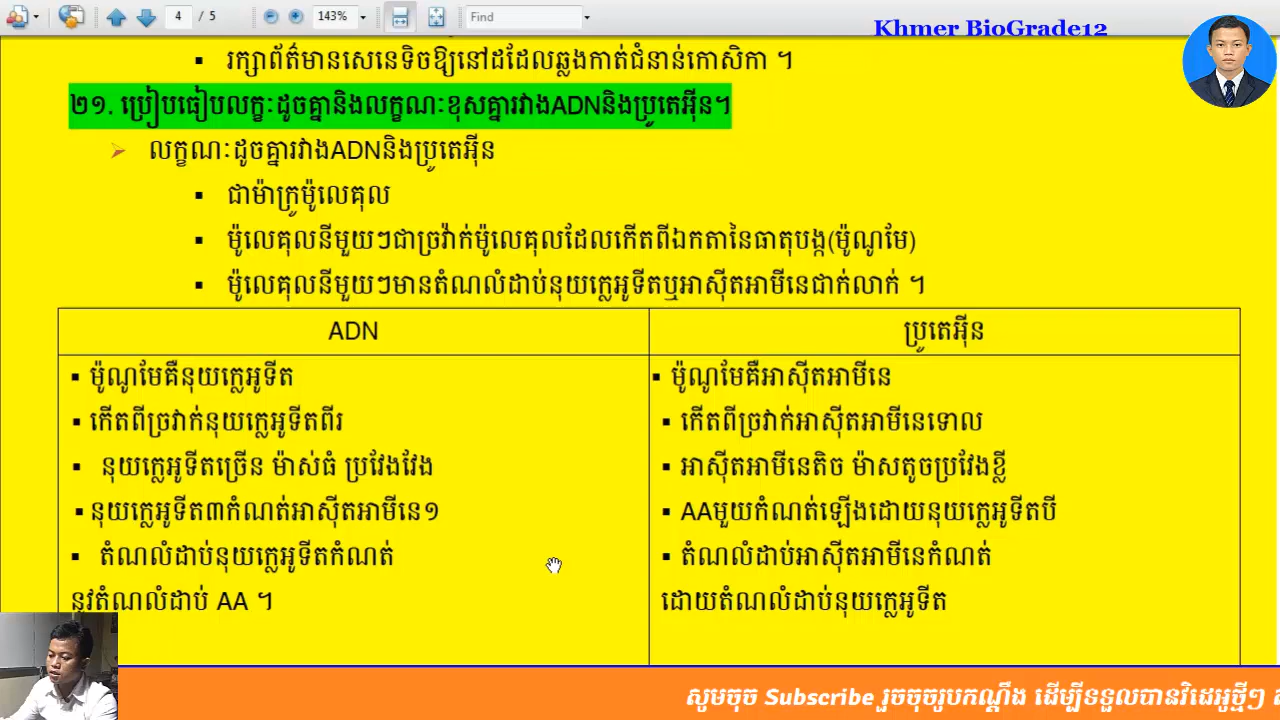 4 / 5
143%
Find
Khmer BioGrade12
▪ រក្សាព័ត៌មានសេនេទិចឱ្យនៅដដែលឆ្លងកាត់ជំនាន់កោសិកា ។
២១. ប្រៀបធៀបលក្ខៈដូចគ្នានិងលក្ខណៈខុសគ្នារវាងADNនិងប្រូតេអ៊ីន។
➢ លក្ខណៈដូចគ្នារវាងADNនិងប្រូតេអ៊ីន
▪ ជាម៉ាក្រូម៉ូលេគុល
▪ ម៉ូលេគុលនីមួយៗជាច្រវ៉ាក់ម៉ូលេគុលដែលកើតពីឯកតានៃធាតុបង្ក(ម៉ូណូមែ)
▪ ម៉ូលេគុលនីមួយៗមានតំណលំដាប់នុយក្លេអូទីតឬអាស៊ីតអាមីនេជាក់លាក់ ។
ADN
ប្រូតេអ៊ីន
▪ ម៉ូណូមែគឺនុយក្លេអូទីត
▪ ម៉ូណូមែគឺអាស៊ីតអាមីនេ
▪ កើតពីច្រវាក់នុយក្លេអូទីតពីរ
▪ កើតពីច្រវាក់អាស៊ីតអាមីនេទោល
▪ នុយក្លេអូទីតច្រើន ម៉ាស់ធំ ប្រវែងវែង
▪ អាស៊ីតអាមីនេតិច ម៉ាសតូចប្រវែងខ្លី
▪ នុយក្លេអូទីត៣កំណត់អាស៊ីតអាមីនេ១
▪ AAមួយកំណត់ឡើងដោយនុយក្លេអូទីតបី
▪ តំណលំដាប់នុយក្លេអូទីតកំណត់
▪ តំណលំដាប់អាស៊ីតអាមីនេកំណត់
នូវតំណលំដាប់ AA ។
ដោយតំណលំដាប់នុយក្លេអូទីត
សូមចុច Subscribe រួចចុចរូបកណ្ដឹង ដើម្បីទទួលបានវិដេអូថ្មីៗ